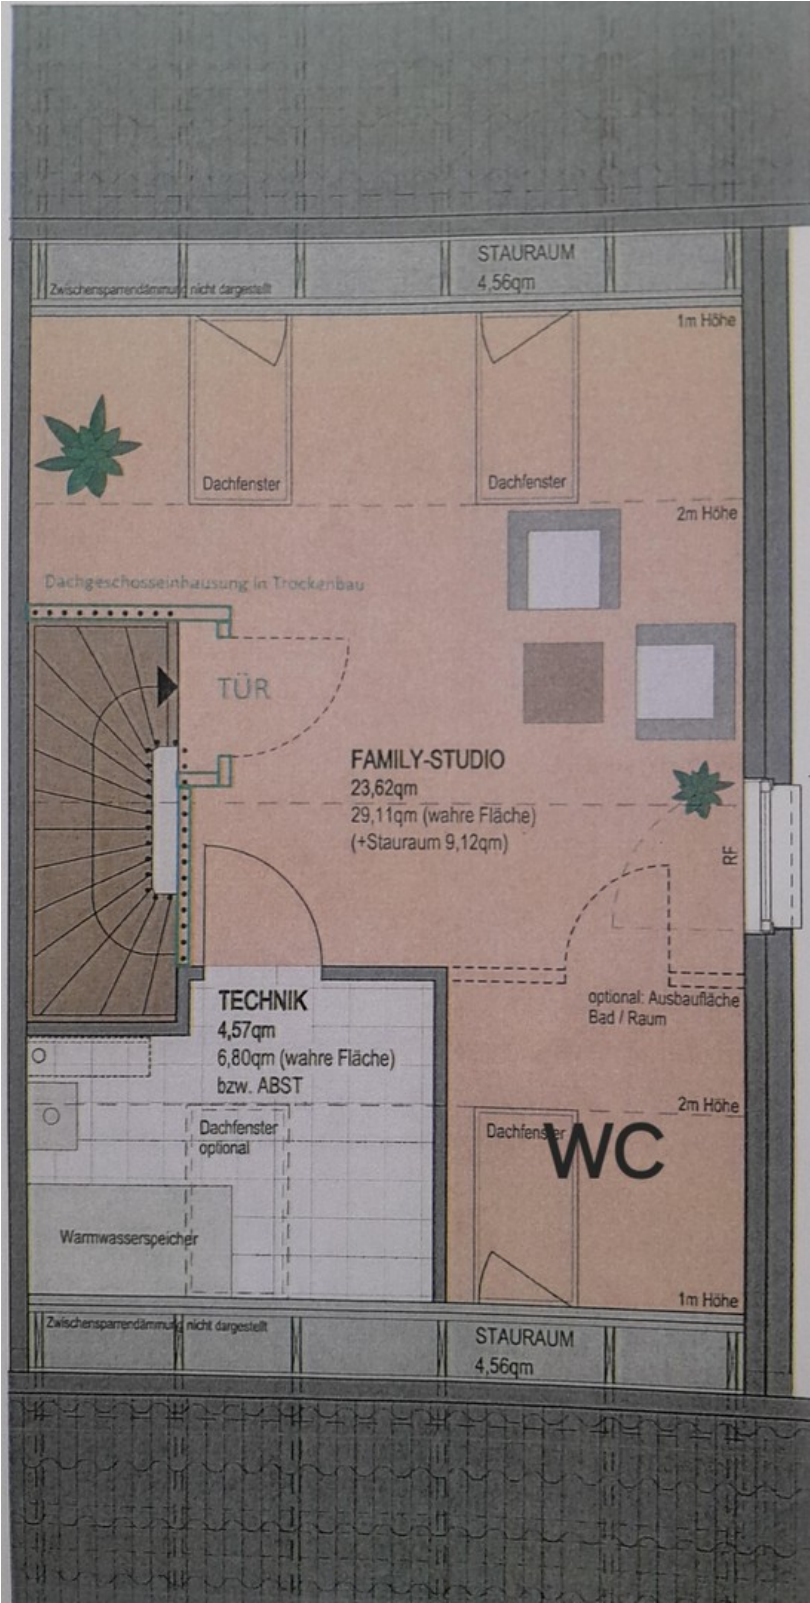 STAURAUM
4,56qm
Zwischensparrendämmung nicht dargestellt
1m Höhe
Dachfenster
Dachfenster
2m Höhe
Dachgeschosseinhausung in Trockenbau
TÜR
FAMILY-STUDIO
23,62qm
29,11qm (wahre Fläche)
(+Stauraum 9,12qm)
RF
TECHNIK
4,57qm
6,80qm (wahre Fläche)
bzw. ABST
optional: Ausbaufläche
Bad / Raum
2m Höhe
Dachfenster
optional
Dachfenster
WC
Warmwasserspeicher
1m Höhe
Zwischensparrendämmung nicht dargestellt
STAURAUM
4,56qm